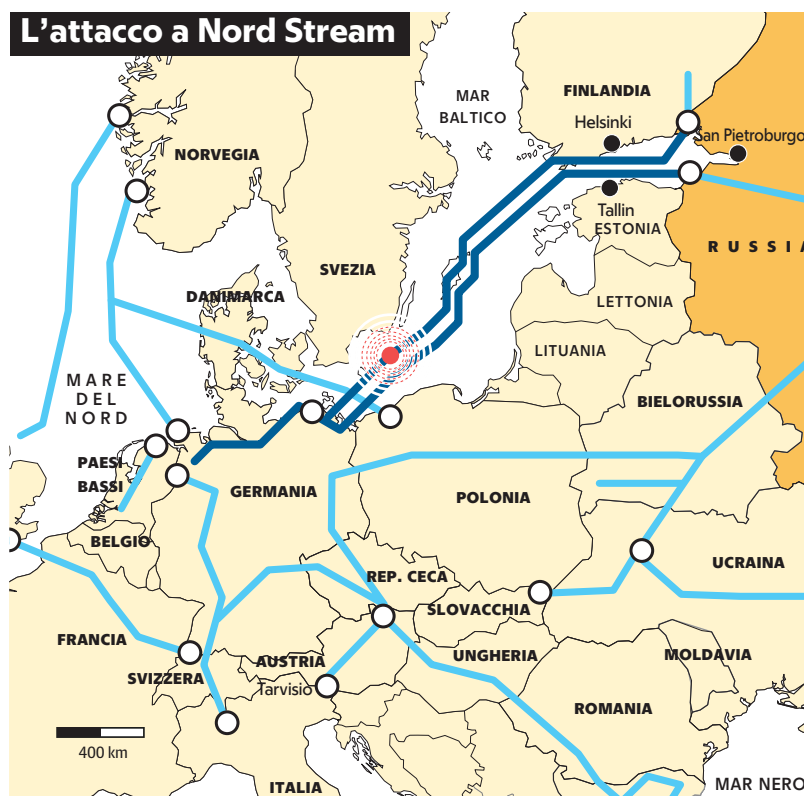 L'attacco a Nord Stream
MAR
BALTICO
FINLANDIA
Helsinki
San Pietroburgo
NORVEGIA
Tallin
ESTONIA
RUSSIA
SVEZIA
DANIMARCA
LETTONIA
LITUANIA
MARE
DEL
NORD
BIELORUSSIA
PAESI
BASSI
GERMANIA
POLONIA
BELGIO
UCRAINA
REP. CECA
SLOVACCHIA
FRANCIA
AUSTRIA
UNGHERIA
MOLDAVIA
SVIZZERA
Tarvisio
ROMANIA
400 km
ITALIA
MAR NERO